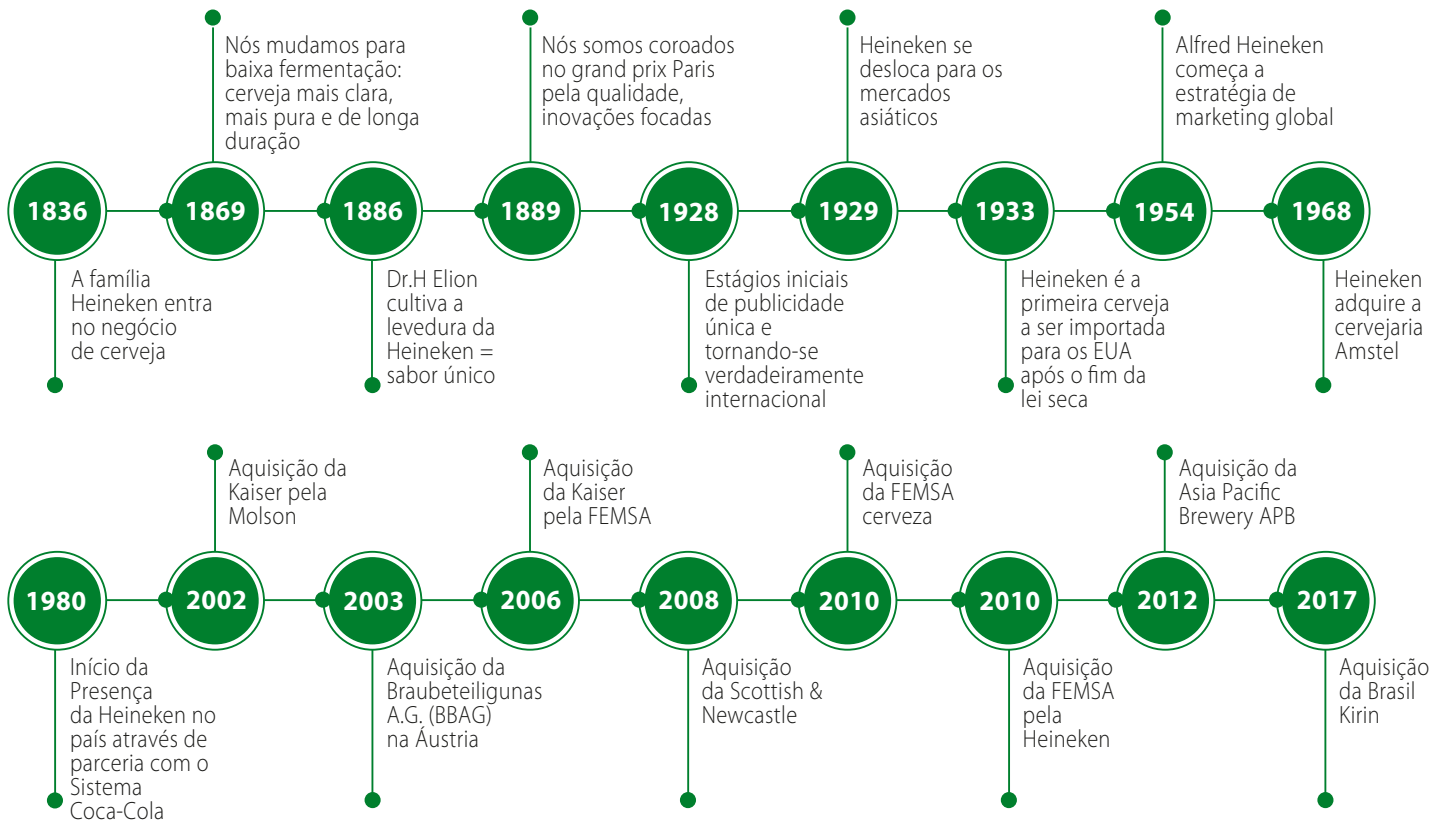 Nós mudamos para
baixa fermentação:
cerveja mais clara,
mais pura e de longa
duração
Nós somos coroados
no grand prix Paris
pela qualidade,
inovações focadas
Heineken se
desloca para os
mercados
asiáticos
Alfred Heineken
começa a
estratégia de
marketing global
1836
1869
1886
1889
1928
1929
1933
1954
1968
A família
Heineken entra
no negócio
de cerveja
Dr.H Elion
cultiva a
levedura da
Heineken =
sabor único
Estágios iniciais
de publicidade
única e
tornando-se
verdadeiramente
internacional
Heineken é a
primeira cerveja
a ser importada
para os EUA
após o fim da
lei seca
Heineken
adquire a
cervejaria
Amstel
Aquisição da
Kaiser pela
Molson
Aquisição
da Kaiser
pela FEMSA
Aquisição
da FEMSA
cerveza
Aquisição da
Asia Pacific
Brewery APB
1980
2002
2003
2006
2008
2010
2010
2012
2017
Início da
Presença
da Heineken no
país através de
parceria com o
Sistema
Coca-Cola
Aquisição da
Braubeteiligunas
A.G. (BBAG)
na Áustria
Aquisição
da Scottish &
Newcastle
Aquisição
da FEMSA
pela
Heineken
Aquisição
da Brasil
Kirin